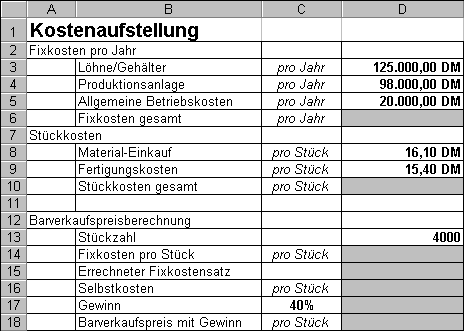 A B C D
1 Kostenaufstellung
2 Fixkosten pro Jahr
3 Löhne/Gehälter pro Jahr 125.000,00 DM
4 Produktionsanlage pro Jahr 98.000,00 DM
5 Allgemeine Betriebskosten pro Jahr 20.000,00 DM
6 Fixkosten gesamt pro Jahr
7 Stückkosten
8 Material-Einkauf pro Stück 16,10 DM
9 Fertigungskosten pro Stück 15,40 DM
10 Stückkosten gesamt pro Stück
11
12 Barverkaufspreisberechnung
13 Stückzahl 4000
14 Fixkosten pro Stück pro Stück
15 Errechneter Fixkostensatz
16 Selbstkosten pro Stück
17 Gewinn 40%
18 Barverkaufspreis mit Gewinn pro Stück